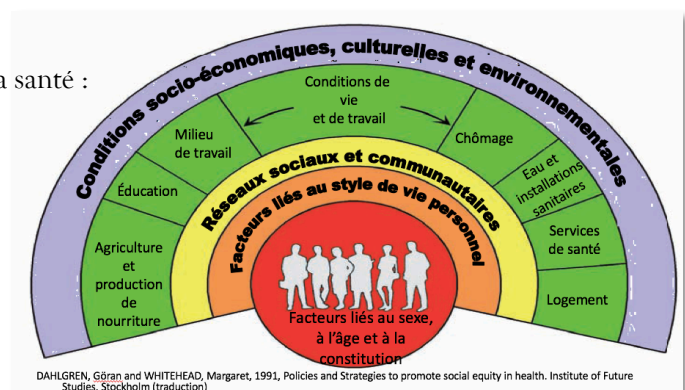 a santé :
Conditions socio-économiques, culturelles et environnementales
Conditions de
vie
et de travail
Milieu
de travail
Chômage
Éducation
Eau et
installations
sanitaires
Agriculture
et
production
de
nourriture
Services
de santé
Logement
Réseaux sociaux et communautaires
Facteurs liés au style de vie personnel
Facteurs liés au sexe,
à l'âge et à la
constitution
DAHLGREN, Göran and WHITEHEAD, Margaret, 1991, Policies and Strategies to promote social equity in health. Institute of Future
Studies, Stockholm (traduction)